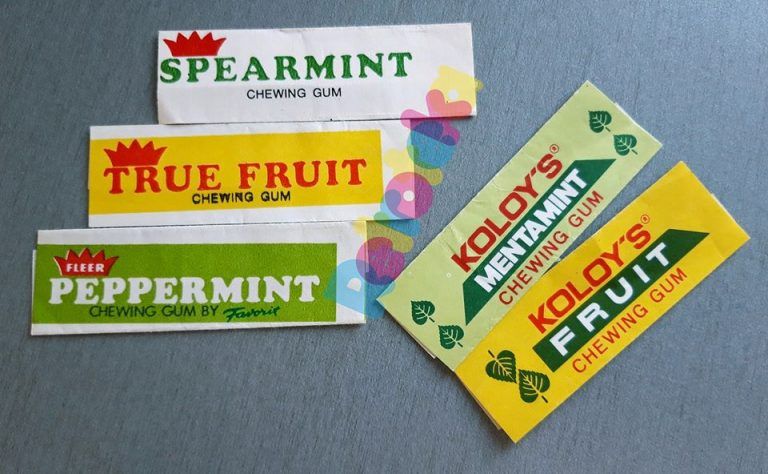 SPEARMINT
CHEWING GUM
TRUE FRUIT
CHEWING GUM
FLEER
PEPPERMINT
CHEWING GUM BY Favorit
KOLOY'S®
MENTAMINT
CHEWING GUM
KOLOY'S®
FRUIT
CHEWING GUM